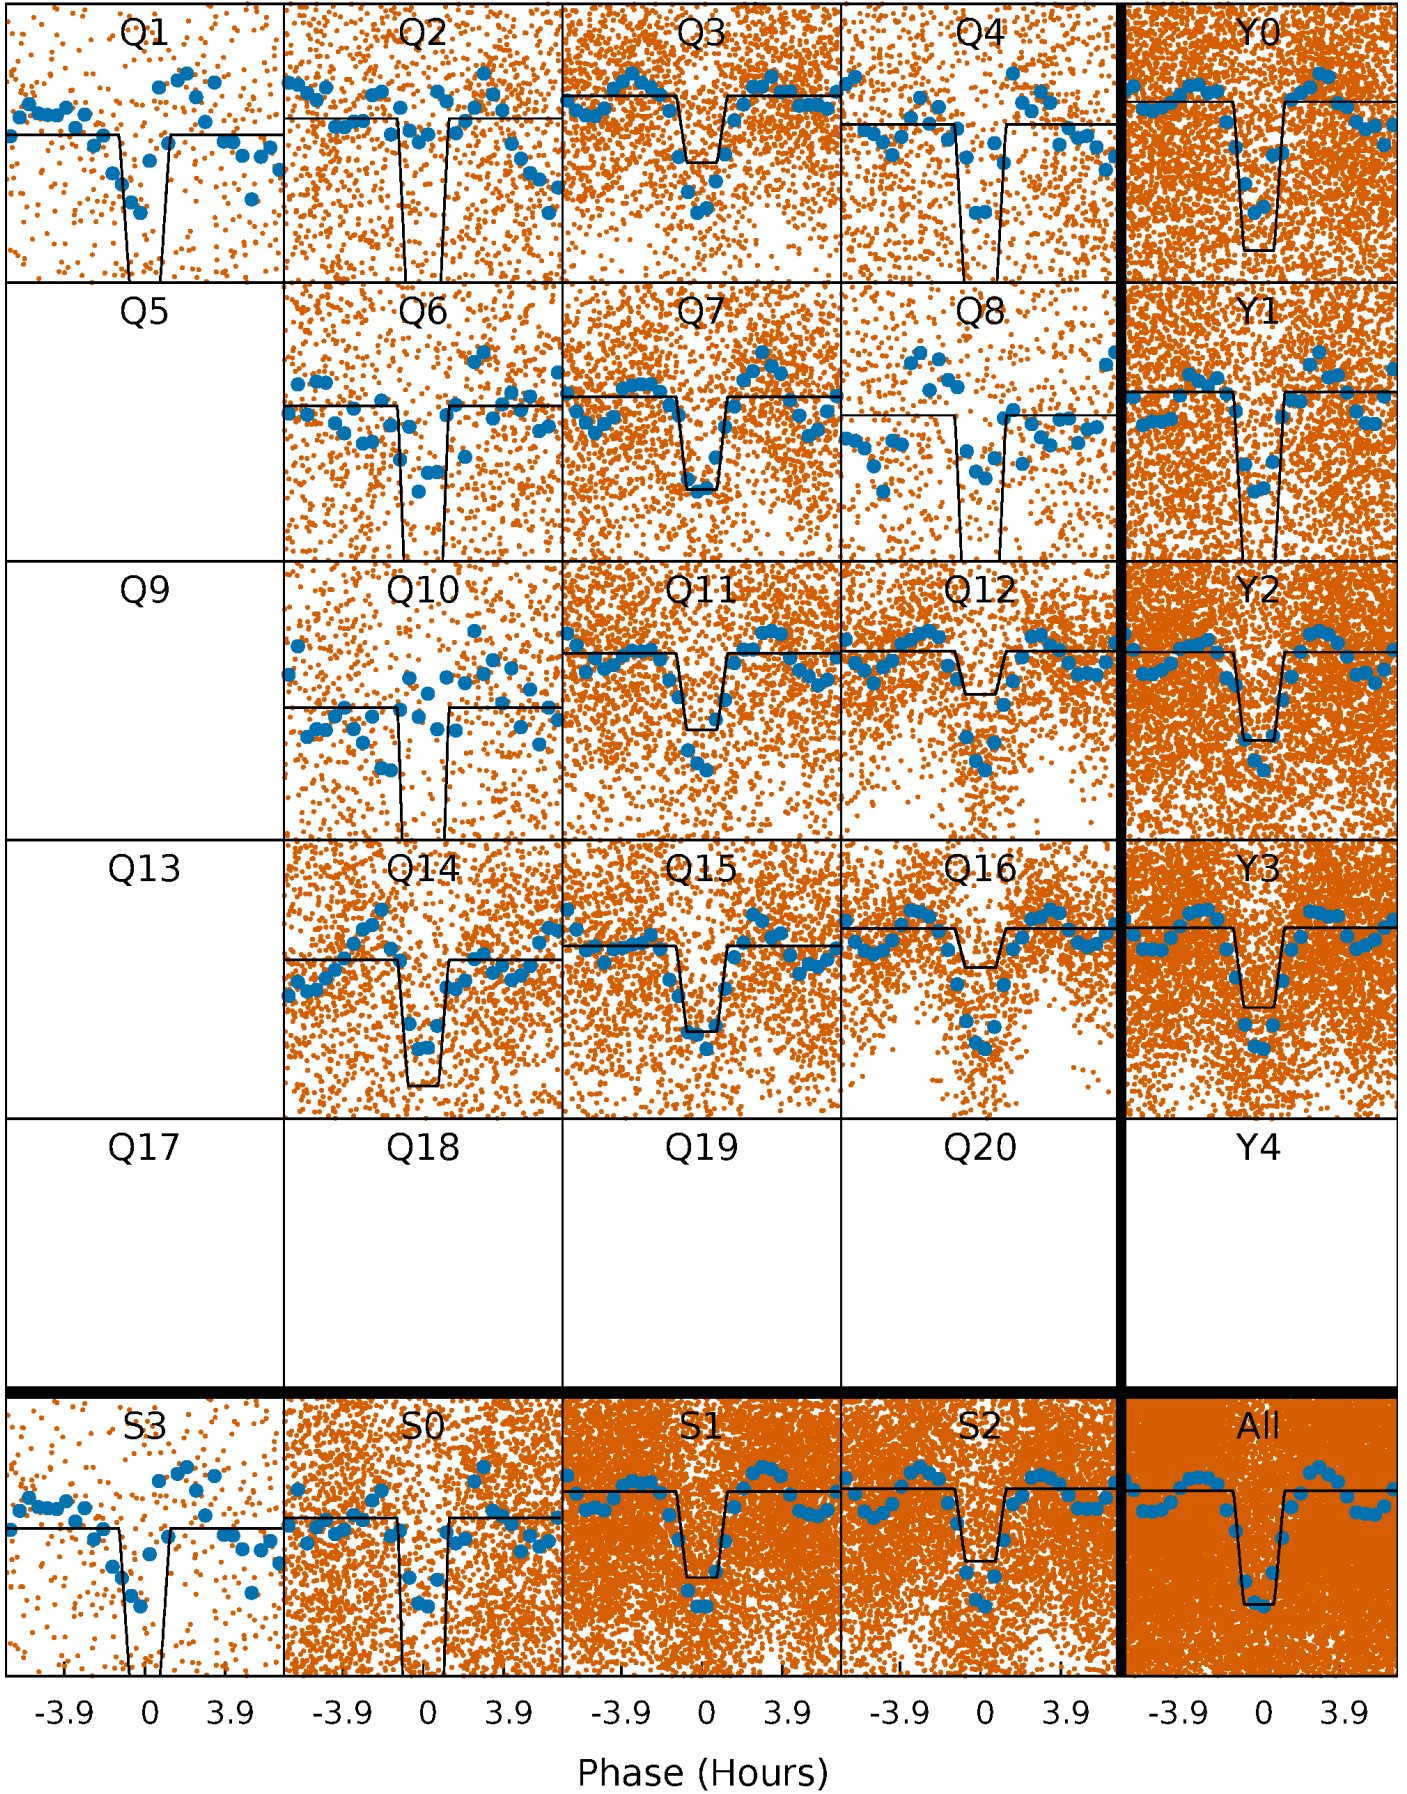 Q1 Q2 Q3 Q4 Y0
Q5 Q6 Q7 Q8 Y1
Q9 Q10 Q11 Q12 Y2
Q13 Q14 Q15 Q16 Y3
Q17 Q18 Q19 Q20 Y4
S3 S0 S1 S2 All
-3.9 0 3.9 -3.9 0 3.9 -3.9 0 3.9 -3.9 0 3.9 -3.9 0 3.9
Phase (Hours)